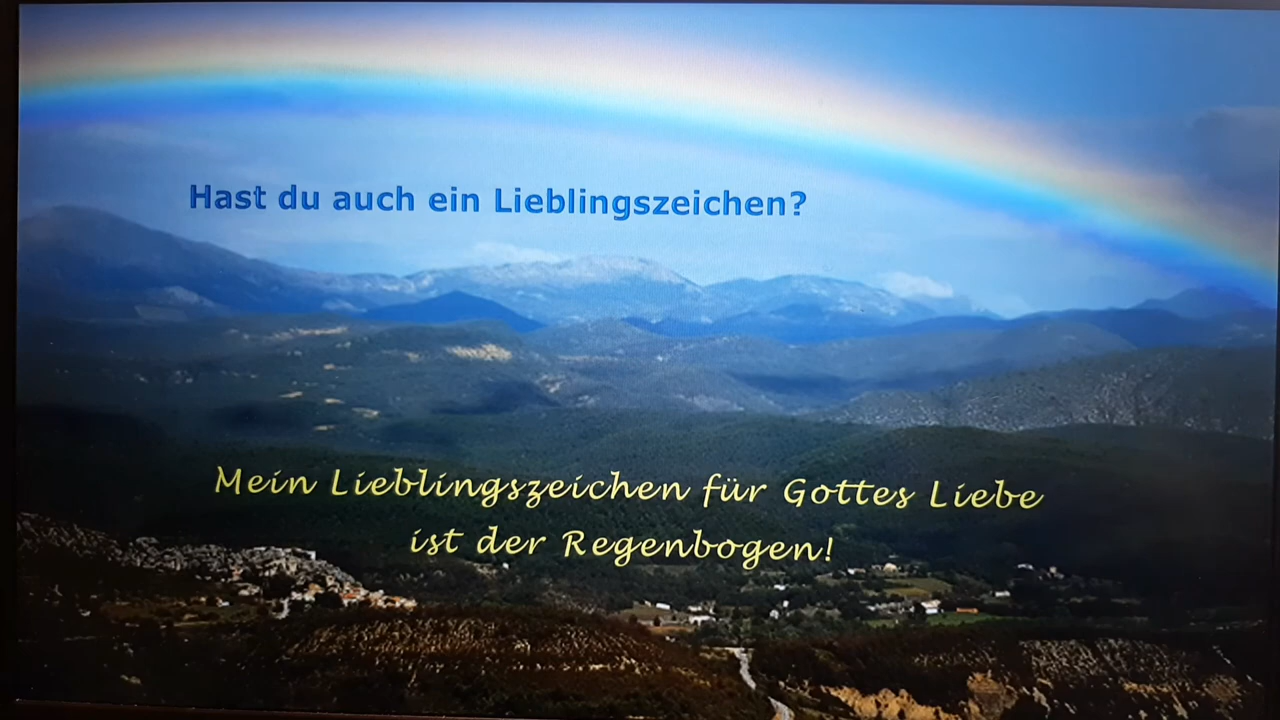 Hast du auch ein Lieblingszeichen?
Mein Lieblingszeichen für Gottes Liebe
ist der Regenbogen!